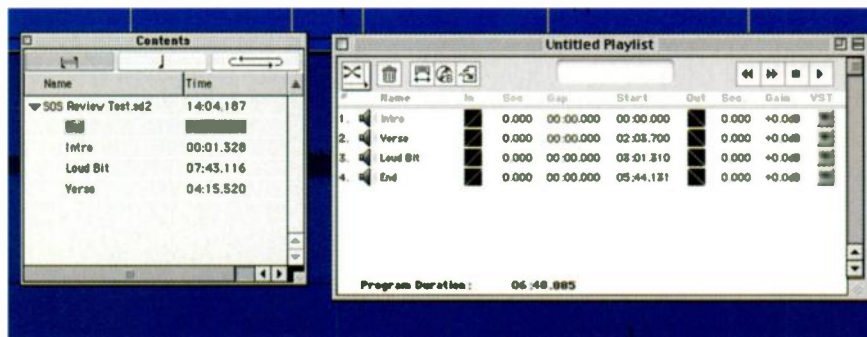 Contents
Name Time
SOS Review Test.sd2 14:04.187
Intro 00:01.328
Loud Bit 07:43.116
Verse 04:15.520
Untitled Playlist
# Name In Sec Gap Start Out Sec. Gain VST
1. Intro 0.000 00:00.000 00:00.000 0.000 +0.0dB
2. Verse 0.000 00:00.000 02:03.700 0.000 +0.0dB
3. Loud Bit 0.000 00:00.000 03:01.310 0.000 +0.0dB
4. End 0.000 00:00.000 05:44.131 0.000 +0.0dB
Program Duration: 06:48.885